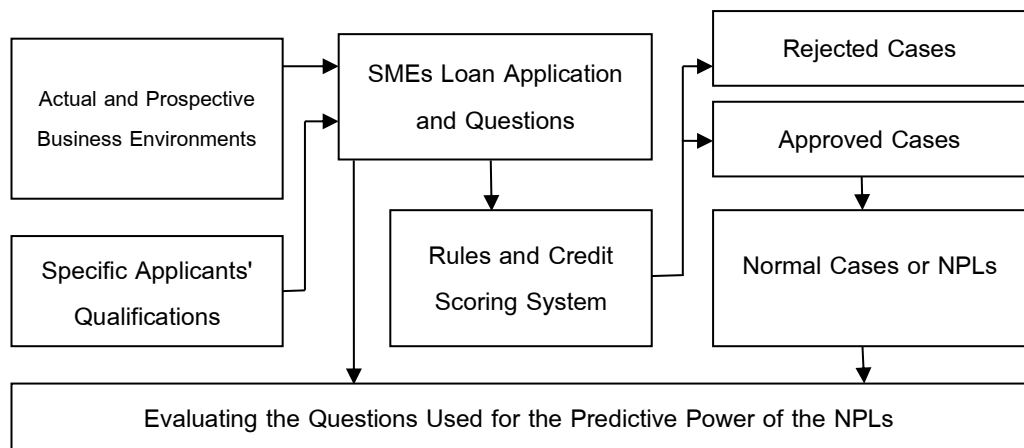 Actual and Prospective
Business Environments
SMEs Loan Application
and Questions
Rejected Cases
Approved Cases
Specific Applicants'
Qualifications
Rules and Credit
Scoring System
Normal Cases or NPLs
Evaluating the Questions Used for the Predictive Power of the NPLs